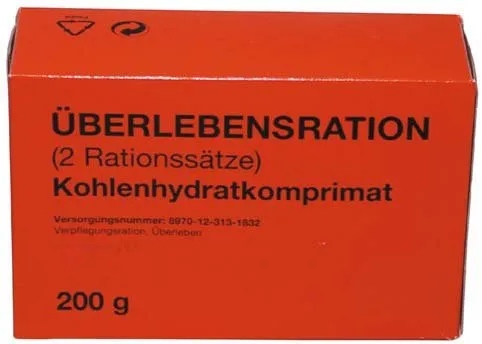 ÜBERLEBENSRATION
(2 Rationssätze)
Kohlenhydratkomprimat
Versorgungsnummer: 8970-12-313-1832
Verpflegungsration, Überleben
200 g